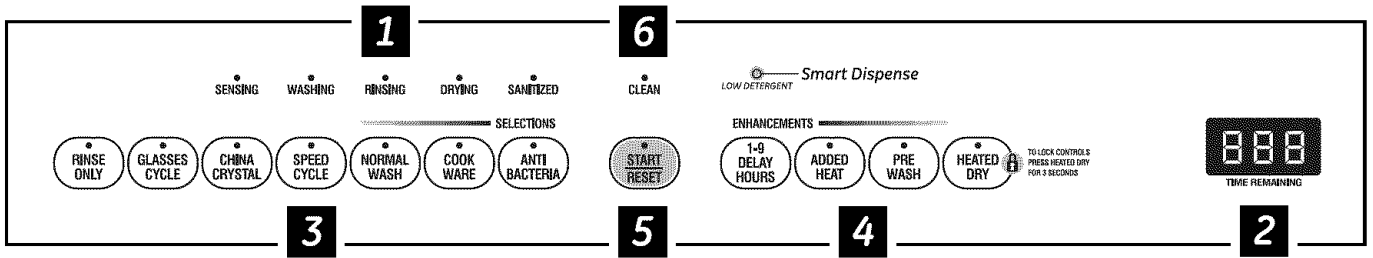 1
6
Smart Dispense
LOW DETERGENT
SENSING WASHING RINSING DRYING SANITIZED CLEAN
SELECTIONS
ENHANCEMENTS
RINSE ONLY
GLASSES CYCLE
CHINA CRYSTAL
SPEED CYCLE
NORMAL WASH
COOK WARE
ANTI BACTERIA
START RESET
1-9 DELAY HOURS
ADDED HEAT
PRE WASH
HEATED DRY
TO LOCK CONTROLS
PRESS HEATED DRY
FOR 3 SECONDS
888
TIME REMAINING
3
5
4
2